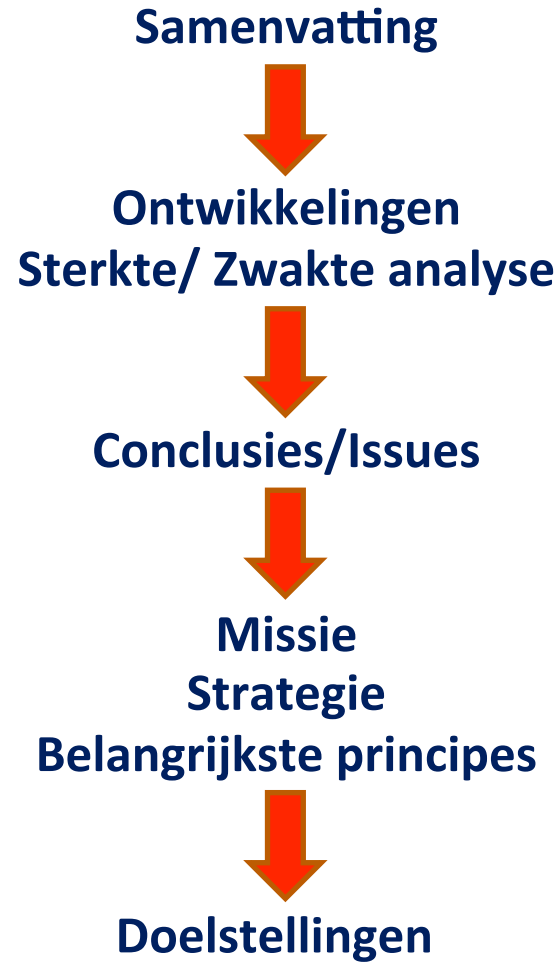 Samenvatting
Ontwikkelingen
Sterkte/ Zwakte analyse
Conclusies/Issues
Missie
Strategie
Belangrijkste principes
Doelstellingen